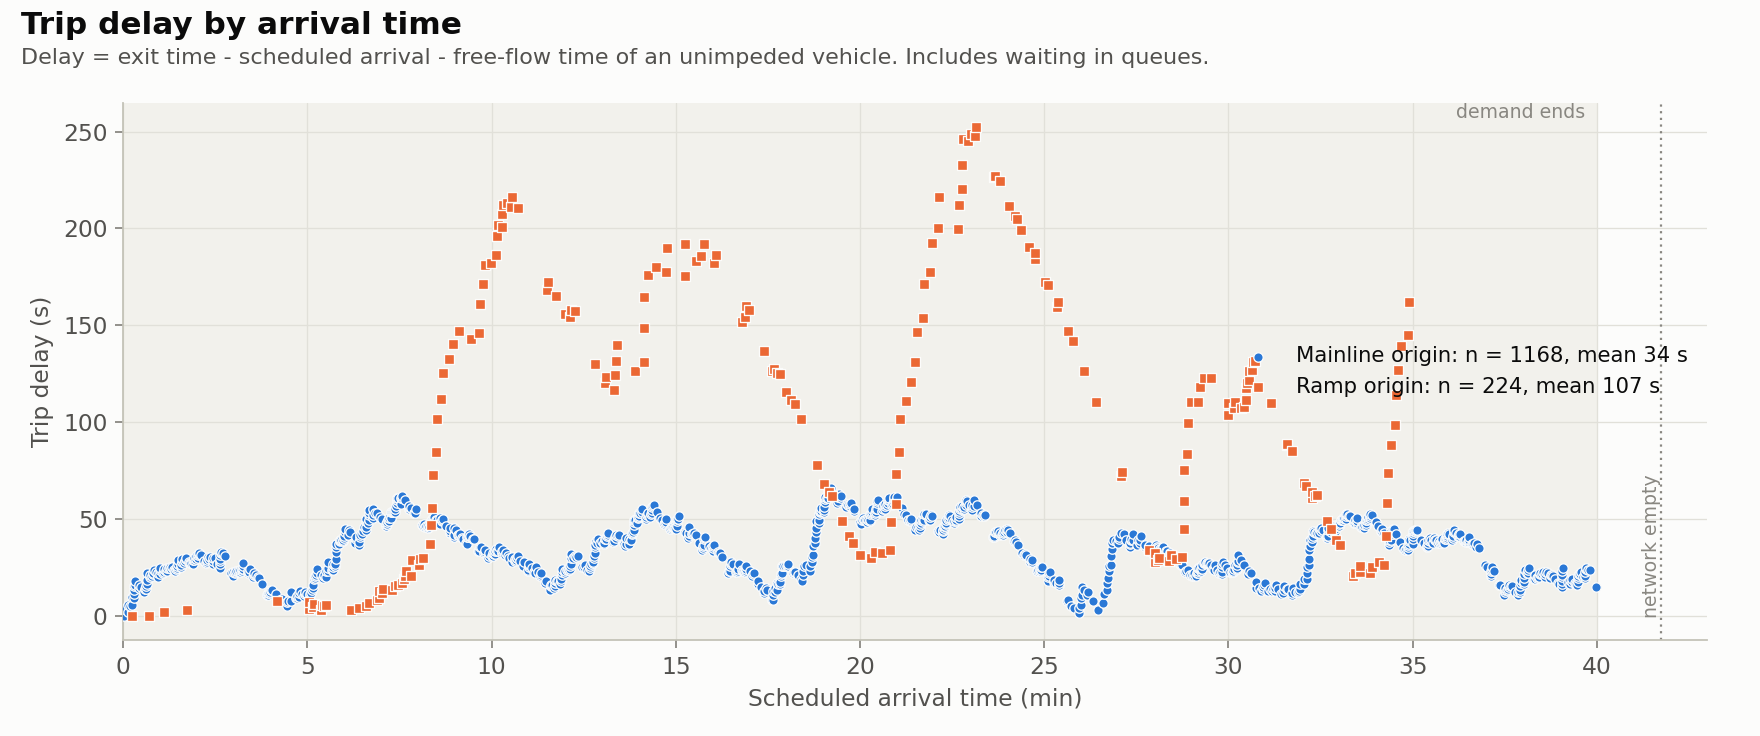 Trip delay by arrival time
Delay = exit time - scheduled arrival - free-flow time of an unimpeded vehicle. Includes waiting in queues.
demand ends
250
200
150
100
50
0
Trip delay (s)
Mainline origin: n = 1168, mean 34 s
Ramp origin: n = 224, mean 107 s
network empty
0 5 10 15 20 25 30 35 40
Scheduled arrival time (min)